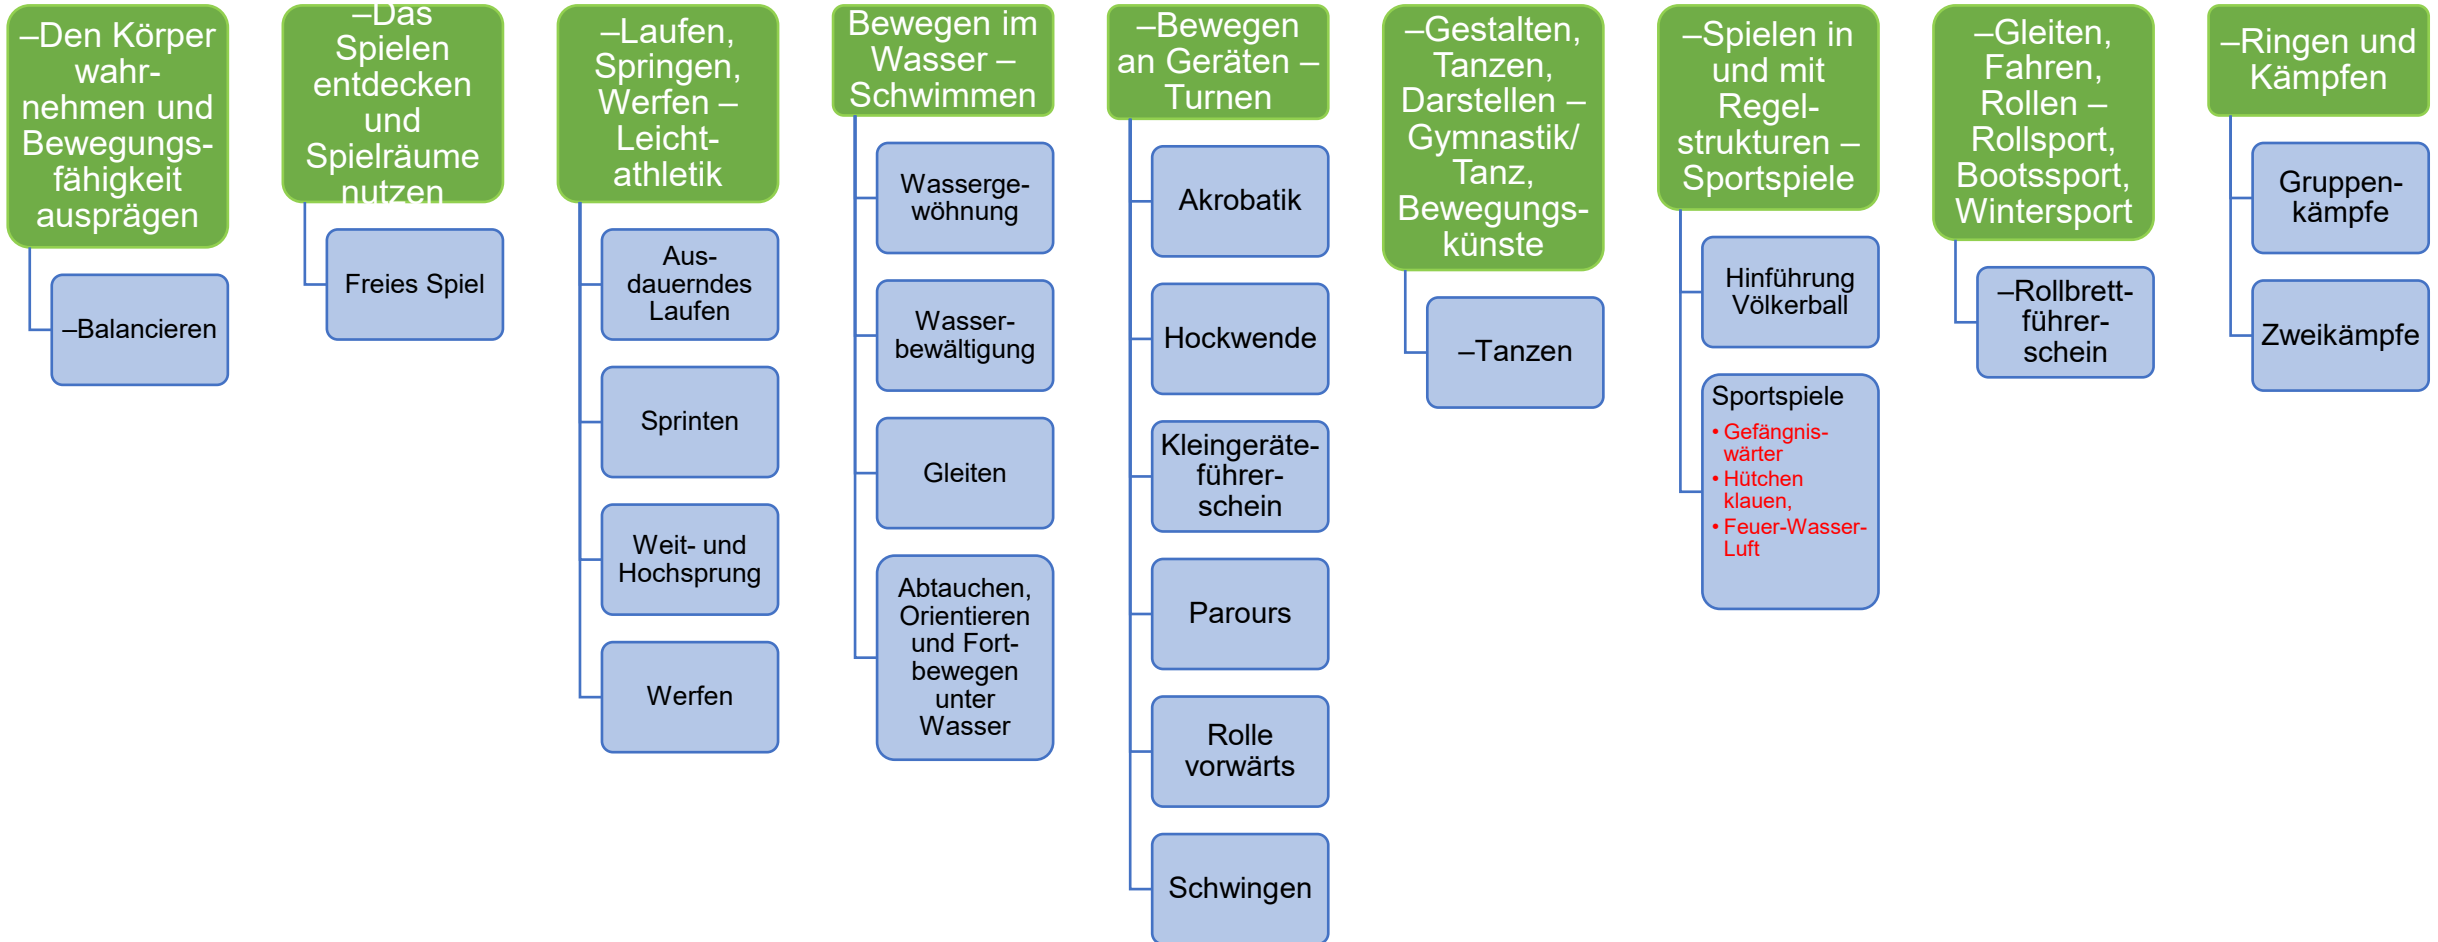 –Den Körper
wahr-
nehmen und
Bewegungs-
fähigkeit
ausprägen
–Balancieren
–Das
Spielen
entdecken
und
Spielräume
nutzen
Freies Spiel
–Laufen,
Springen,
Werfen –
Leicht-
athletik
Aus-
dauerndes
Laufen
Sprinten
Weit- und
Hochsprung
Werfen
Bewegen im
Wasser –
Schwimmen
Wasserge-
wöhnung
Wasser-
bewältigung
Gleiten
Abtauchen,
Orientieren
und Fort-
bewegen
unter
Wasser
–Bewegen
an Geräten –
Turnen
Akrobatik
Hockwende
Kleingeräte-
führer-
schein
Parours
Rolle
vorwärts
Schwingen
–Gestalten,
Tanzen,
Darstellen –
Gymnastik/
Tanz,
Bewegungs-
künste
–Tanzen
–Spielen in
und mit
Regel-
strukturen –
Sportspiele
Hinführung
Völkerball
Sportspiele
• Gefängnis-
wärter
• Hütchen
klauen,
• Feuer-Wasser-
Luft
–Gleiten,
Fahren,
Rollen –
Rollsport,
Bootssport,
Wintersport
–Rollbrett-
führer-
schein
–Ringen und
Kämpfen
Gruppen-
kämpfe
Zweikämpfe